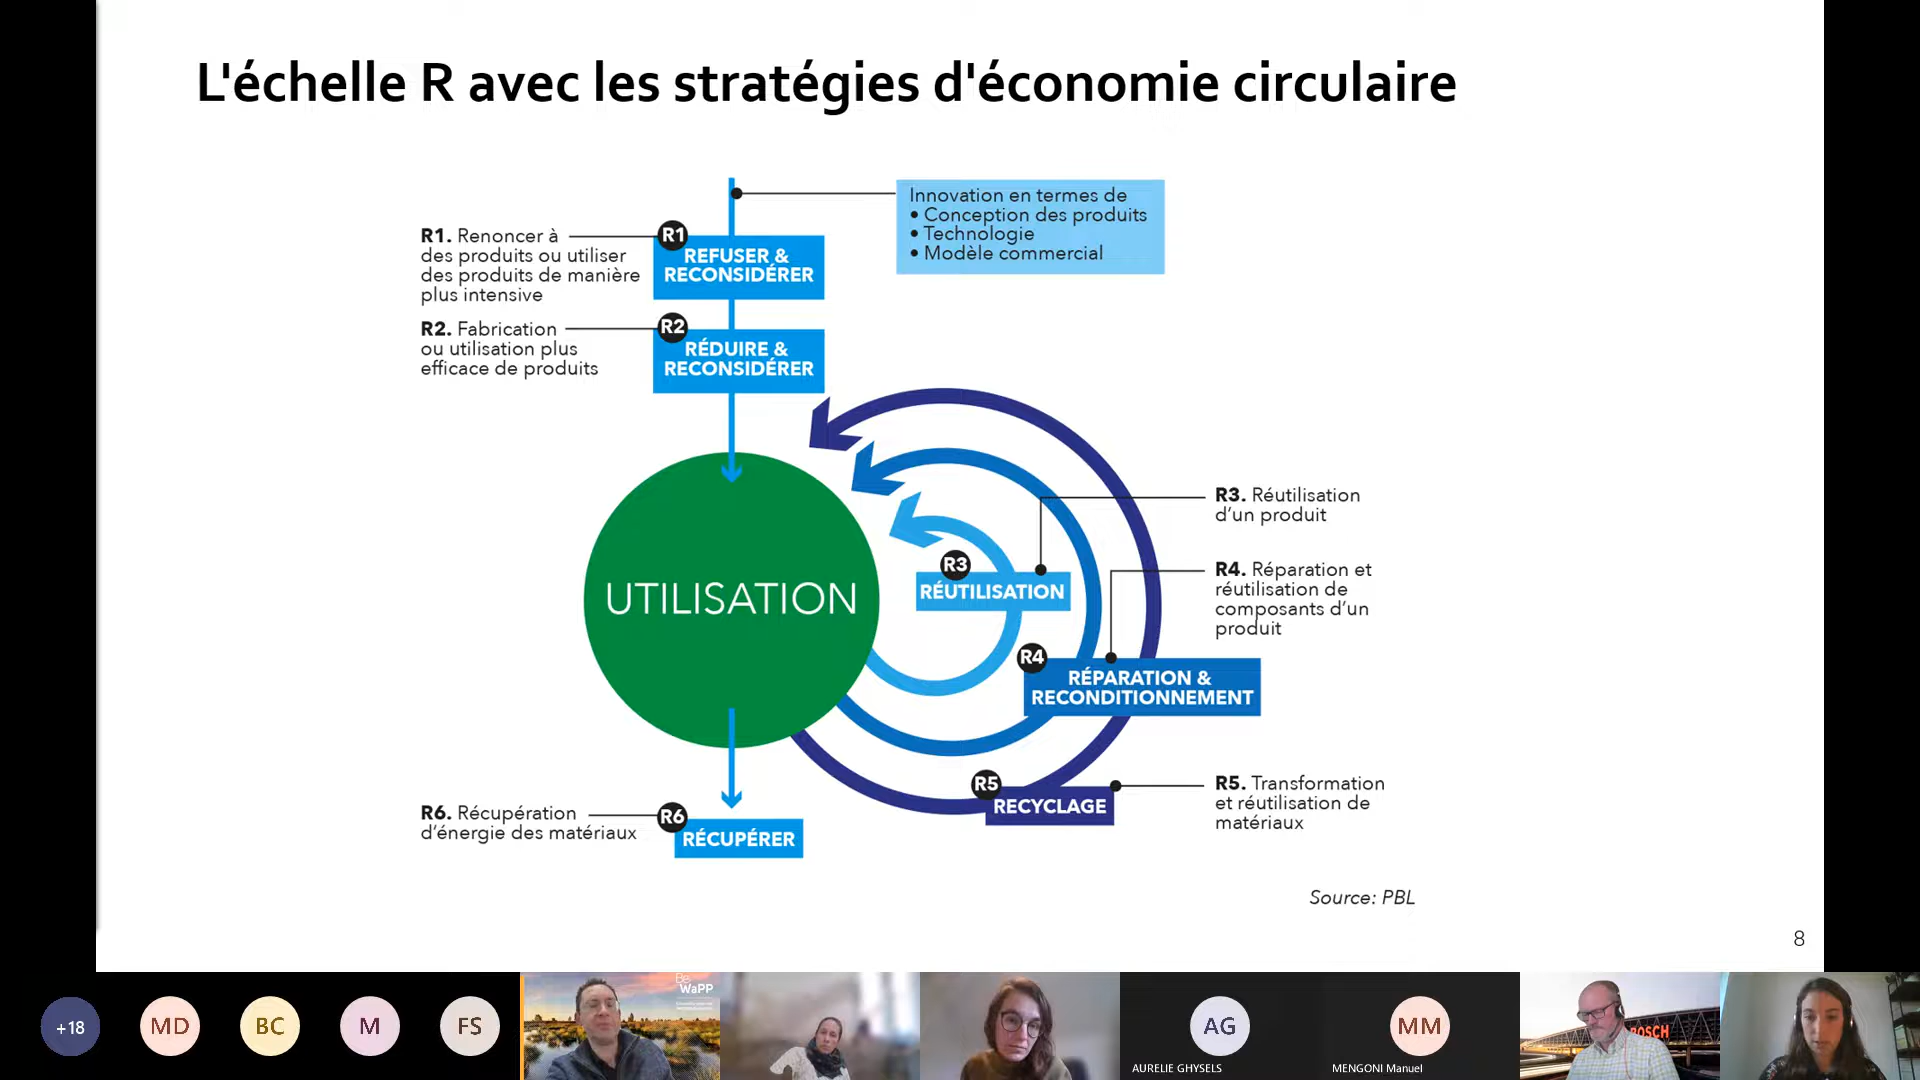 L'échelle R avec les stratégies d'économie circulaire
Innovation en termes de
• Conception des produits
• Technologie
• Modèle commercial
R1. Renoncer à
des produits ou utiliser
des produits de manière
plus intensive
R1
REFUSER &
RECONSIDÉRER
R2. Fabrication
ou utilisation plus
efficace de produits
R2
RÉDUIRE &
RECONSIDÉRER
UTILISATION
R3
RÉUTILISATION
R3. Réutilisation
d'un produit
R4. Réparation et
réutilisation de
composants d'un
produit
R4
RÉPARATION &
RECONDITIONNEMENT
R5
RECYCLAGE
R5. Transformation
et réutilisation de
matériaux
R6. Récupération
d'énergie des matériaux
R6
RÉCUPÉRER
Source: PBL
8
+18
MD
BC
M
FS
Be
WaPP
AG
AURELIE GHYSELS
MM
MENGONI Manuel
BOSCH